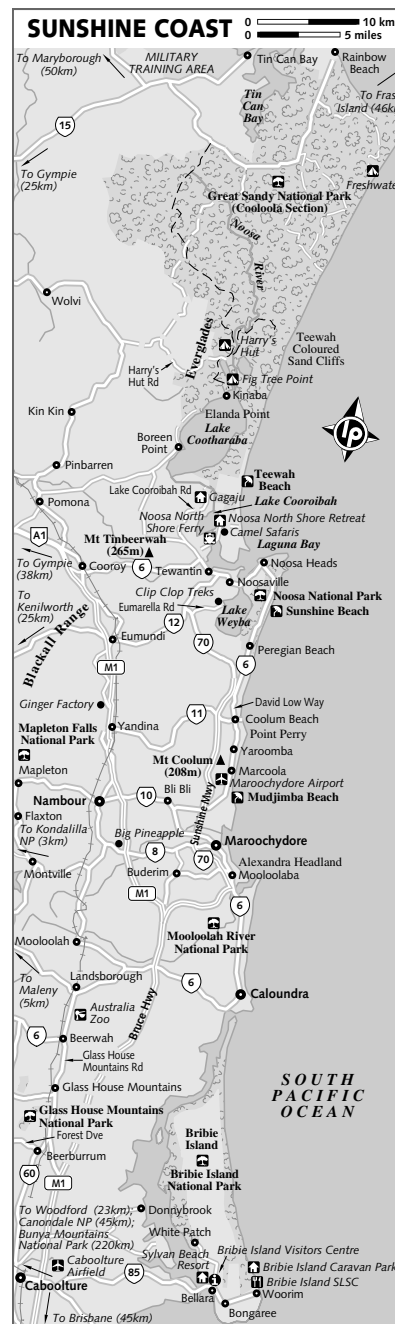 SUNSHINE COAST
0 10 km
0 5 miles
To Maryborough
(50km)
MILITARY
TRAINING AREA
Tin Can Bay
Rainbow
Beach
Tin
Can
Bay
To Fras
Island (46k
15
To Gympie
(25km)
Freshwate
Great Sandy National Park
(Cooloola Section)
Noosa
River
Wolvi
Everglades
Harry's
Hut
Teewah
Coloured
Sand Cliffs
Harry's
Hut Rd
Fig Tree Point
Kinaba
Kin Kin
Elanda Point
Lake
Cootharaba
Boreen
Point
Pinbarren
Teewah
Beach
Lake Cooroibah Rd
Gagaju
Lake Cooroibah
Pomona
Noosa North
Shore Ferry
Noosa North Shore Retreat
Camel Safaris
Laguna Bay
A1
Mt Tinbeerwah
(265m)
To Gympie
(38km)
Cooroy
6
Tewantin
Noosa Heads
Clip Clop Treks
Noosaville
To
Kenilworth
(25km)
Eumarella Rd
Lake
Weyba
Noosa National Park
Sunshine Beach
Blackall Range
12
Eumundi
70
Peregian Beach
6
M1
David Low Way
Ginger Factory
11
Coolum Beach
Point Perry
Yandina
Mapleton Falls
National Park
Yaroomba
Mt Coolum
(208m)
Mapleton
Marcoola
Maroochydore Airport
Bli Bli
Nambour
10
Mudjimba Beach
Flaxton
To Kondalilla
NP (3km)
Sunshine Mwy
Big Pineapple
8
Maroochydore
70
Montville
Alexandra Headland
Buderim
Mooloolaba
M1
6
Mooloolah River
National Park
Mooloolah
To
Maleny
(5km)
Landsborough
6
Caloundra
Australia
Zoo
Bruce Hwy
6
Beerwah
Glass House
Mountains Rd
SOUTH
PACIFIC
OCEAN
Glass House Mountains
Glass House Mountains
National Park
Forest Dve
Bribie
Island
Beerburrum
Bribie Island
National Park
60
M1
To Woodford (23km);
Canondale NP (45km);
Bunya Mountains
National Park (220km)
Donnybrook
White Patch
Bribie Island Visitors Centre
Sylvan Beach
Resort
Caboolture
Airfield
Bribie Island Caravan Park
85
Bribie Island SLSC
Caboolture
Bellara
Woorim
Bongaree
To Brisbane (45km)